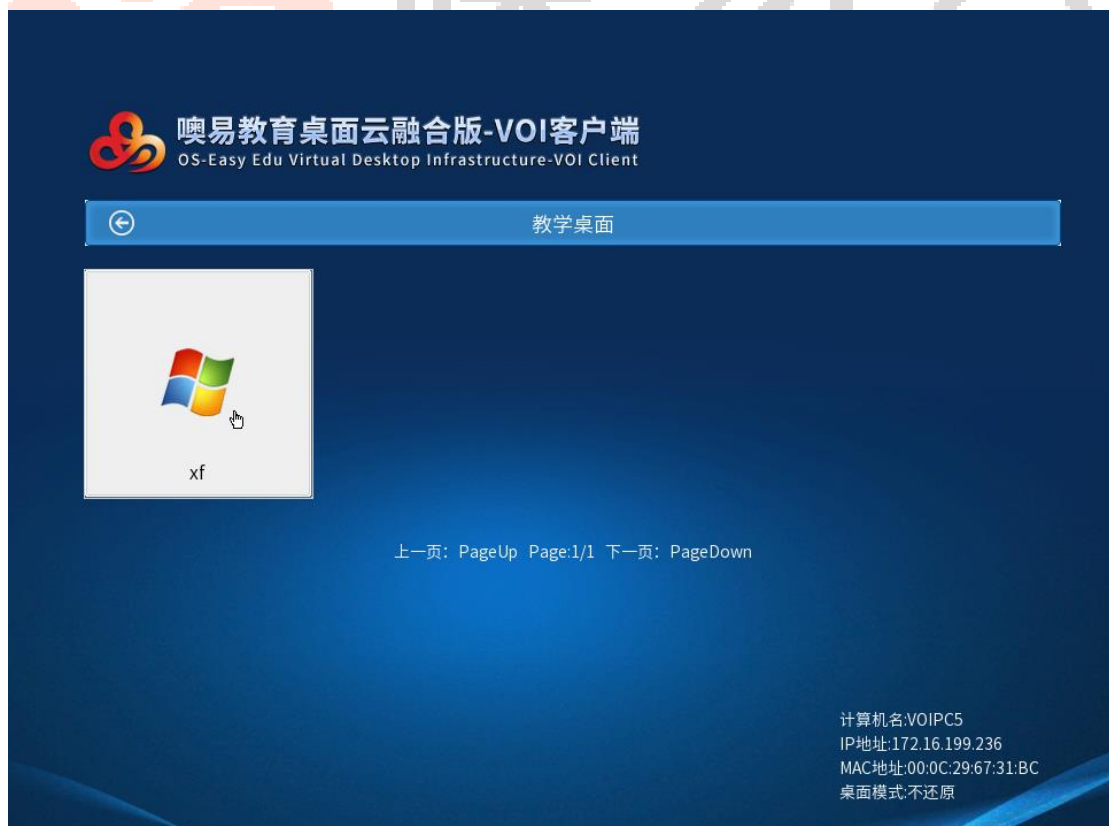 噢易教育桌面云融合版-VOI客户端
OS-Easy Edu Virtual Desktop Infrastructure-VOI Client
教学桌面
xf
上一页：PageUp Page:1/1 下一页：PageDown
计算机名:VOIPC5
IP地址:172.16.199.236
MAC地址:00:0C:29:67:31:BC
桌面模式:不还原